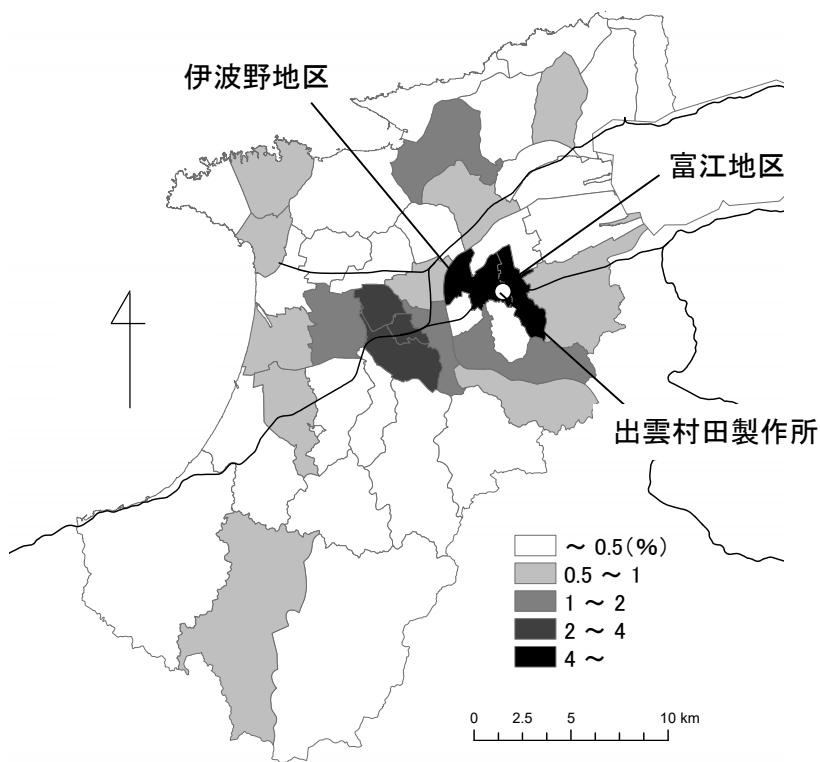 伊波野地区
富江地区
出雲村田製作所
～ 0.5(%)
0.5 ～ 1
1 ～ 2
2 ～ 4
4 ～
0 2.5 5 10 km